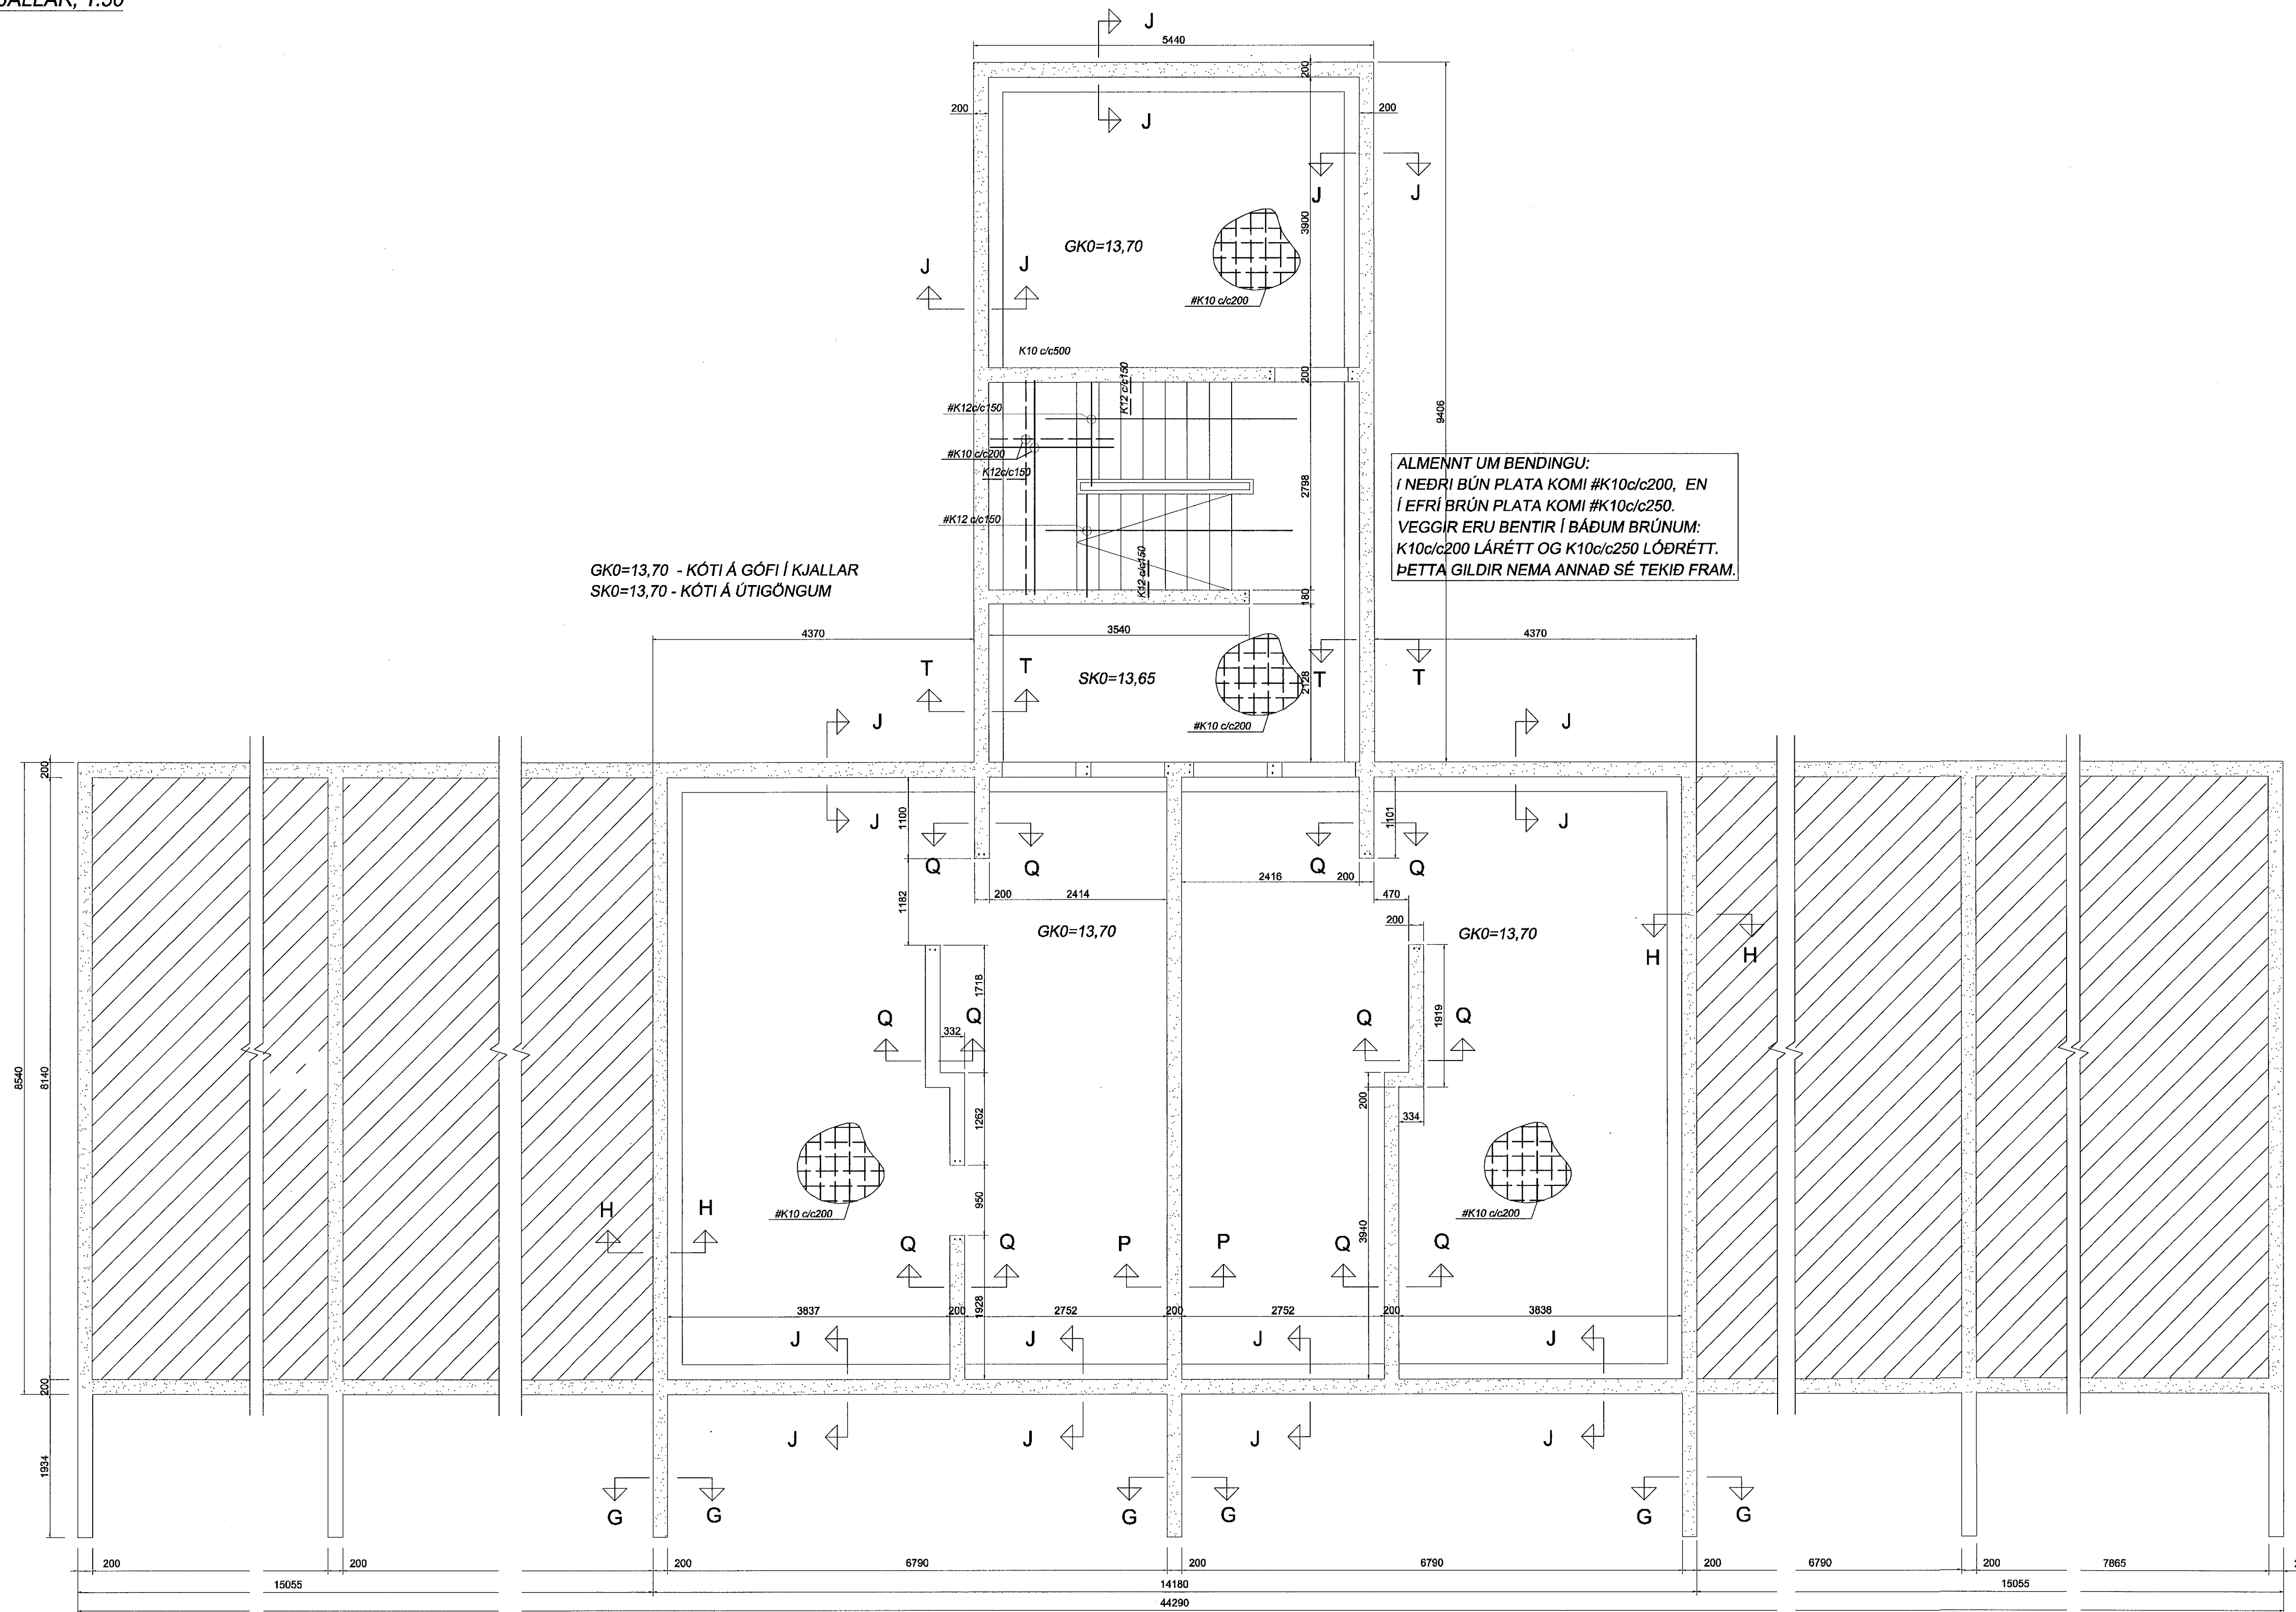 J
5440
200
J
200
200
J
J
3900
GK0=13,70
J
J
#K10 c/c200
K10 c/c500
200
K12 c/c150
#K12c/c150
9406
#K10 c/c200
K12c/c150
2798
#K12 c/c150
K12 c/c150
180
ALMENNT UM BENDINGU:
Í NEÐRI BÚN PLATA KOMI #K10c/c200, EN
Í EFRÍ BRÚN PLATA KOMI #K10c/c250.
VEGGIR ERU BENTIR Í BÁÐUM BRÚNUM:
K10c/c200 LÁRÉTT OG K10c/c250 LÓÐRÉTT.
ÞETTA GILDIR NEMA ANNAÐ SÉ TEKIÐ FRAM.
GK0=13,70 - KÓTI Á GÓFI Í KJALLAR
SK0=13,70 - KÓTI Á ÚTIGÖNGUM
4370
3540
4370
T
T
SK0=13,65
T
T
2128
#K10 c/c200
J
J
200
8540
8140
J
J
1100
1101
Q
Q
Q
Q
2416
200
200
2414
470
1182
200
GK0=13,70
GK0=13,70
H
H
1718
1919
Q
Q
332
Q
Q
200
1262
334
950
#K10 c/c200
#K10 c/c200
H
H
3940
Q
Q
P
P
Q
Q
1928
3837
200
2752
200
2752
200
3838
J
J
J
J
200
J
J
J
J
1934
G
G
G
G
G
G
200
200
200
6790
200
6790
200
6790
200
7865
15055
14180
15055
44290